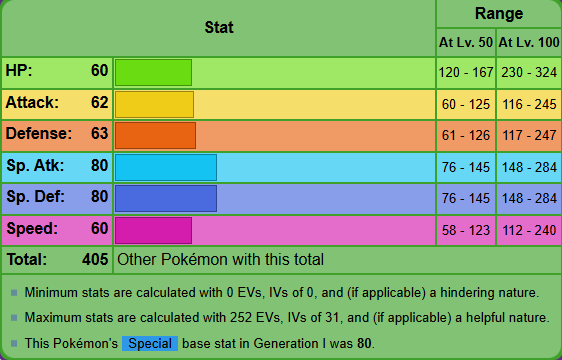 Stat Range
At Lv. 50 At Lv. 100
HP: 60 120 - 167 230 - 324
Attack: 62 60 - 125 116 - 245
Defense: 63 61 - 126 117 - 247
Sp. Atk: 80 76 - 145 148 - 284
Sp. Def: 80 76 - 145 148 - 284
Speed: 60 58 - 123 112 - 240
Total: 405 Other Pokémon with this total
Minimum stats are calculated with 0 EVs, IVs of 0, and (if applicable) a hindering nature.
Maximum stats are calculated with 252 EVs, IVs of 31, and (if applicable) a helpful nature.
This Pokémon's Special base stat in Generation I was 80.